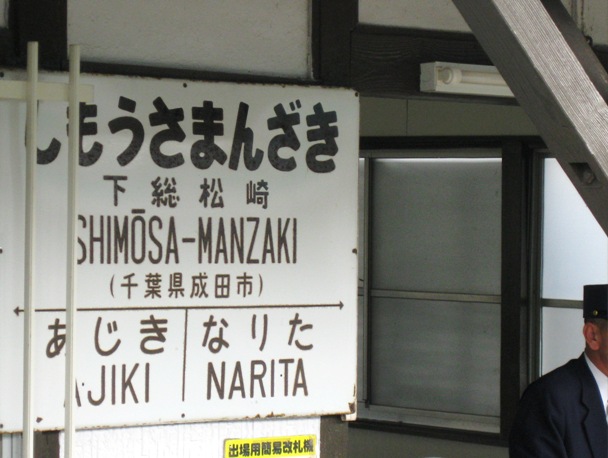 しもうさまんざき
下総松崎
SHIMŌSA-MANZAKI
(千葉県成田市)
あじき なりた
AJIKI NARITA
出場用簡易改札機